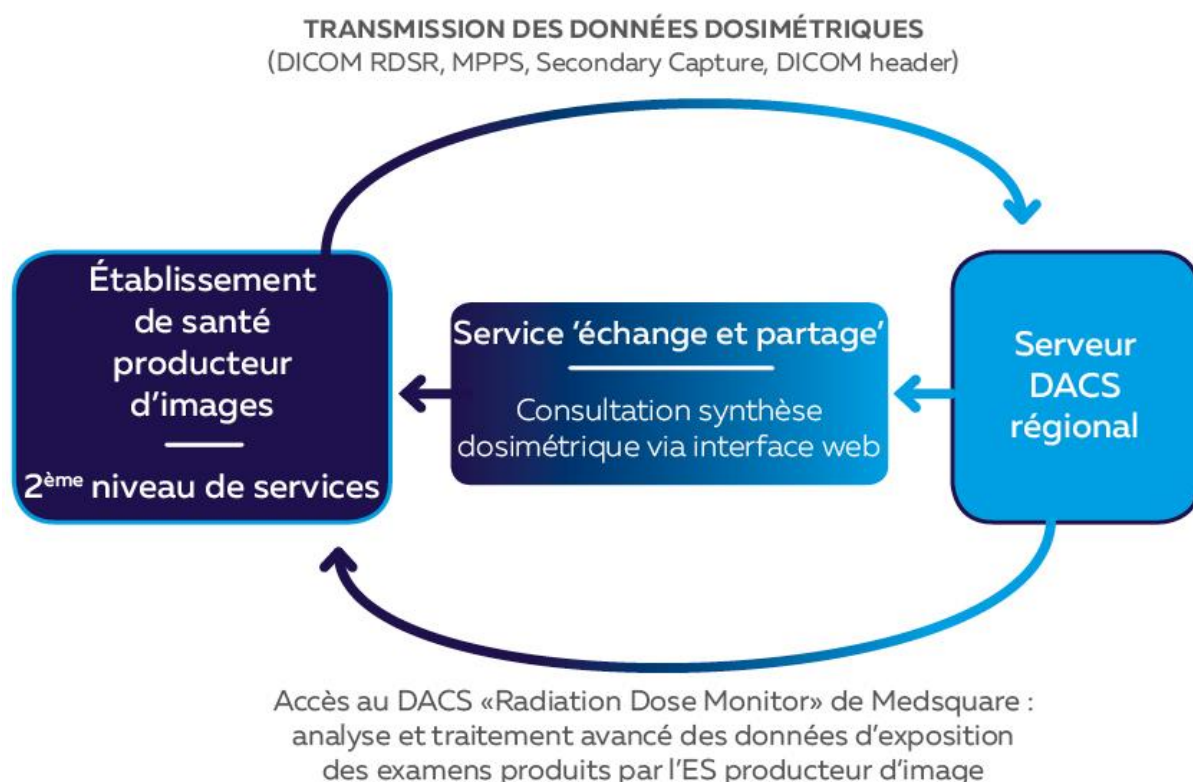 TRANSMISSION DES DONNÉES DOSIMÉTRIQUES
(DICOM RDSR, MPPS, Secondary Capture, DICOM header)
Établissement
de santé
producteur
d'images
2ème niveau de services
Service 'échange et partage'
Consultation synthèse
dosimétrique via interface web
Serveur
DACS
régional
Accès au DACS «Radiation Dose Monitor» de Medsquare :
analyse et traitement avancé des données d'exposition
des examens produits par l'ES producteur d'image